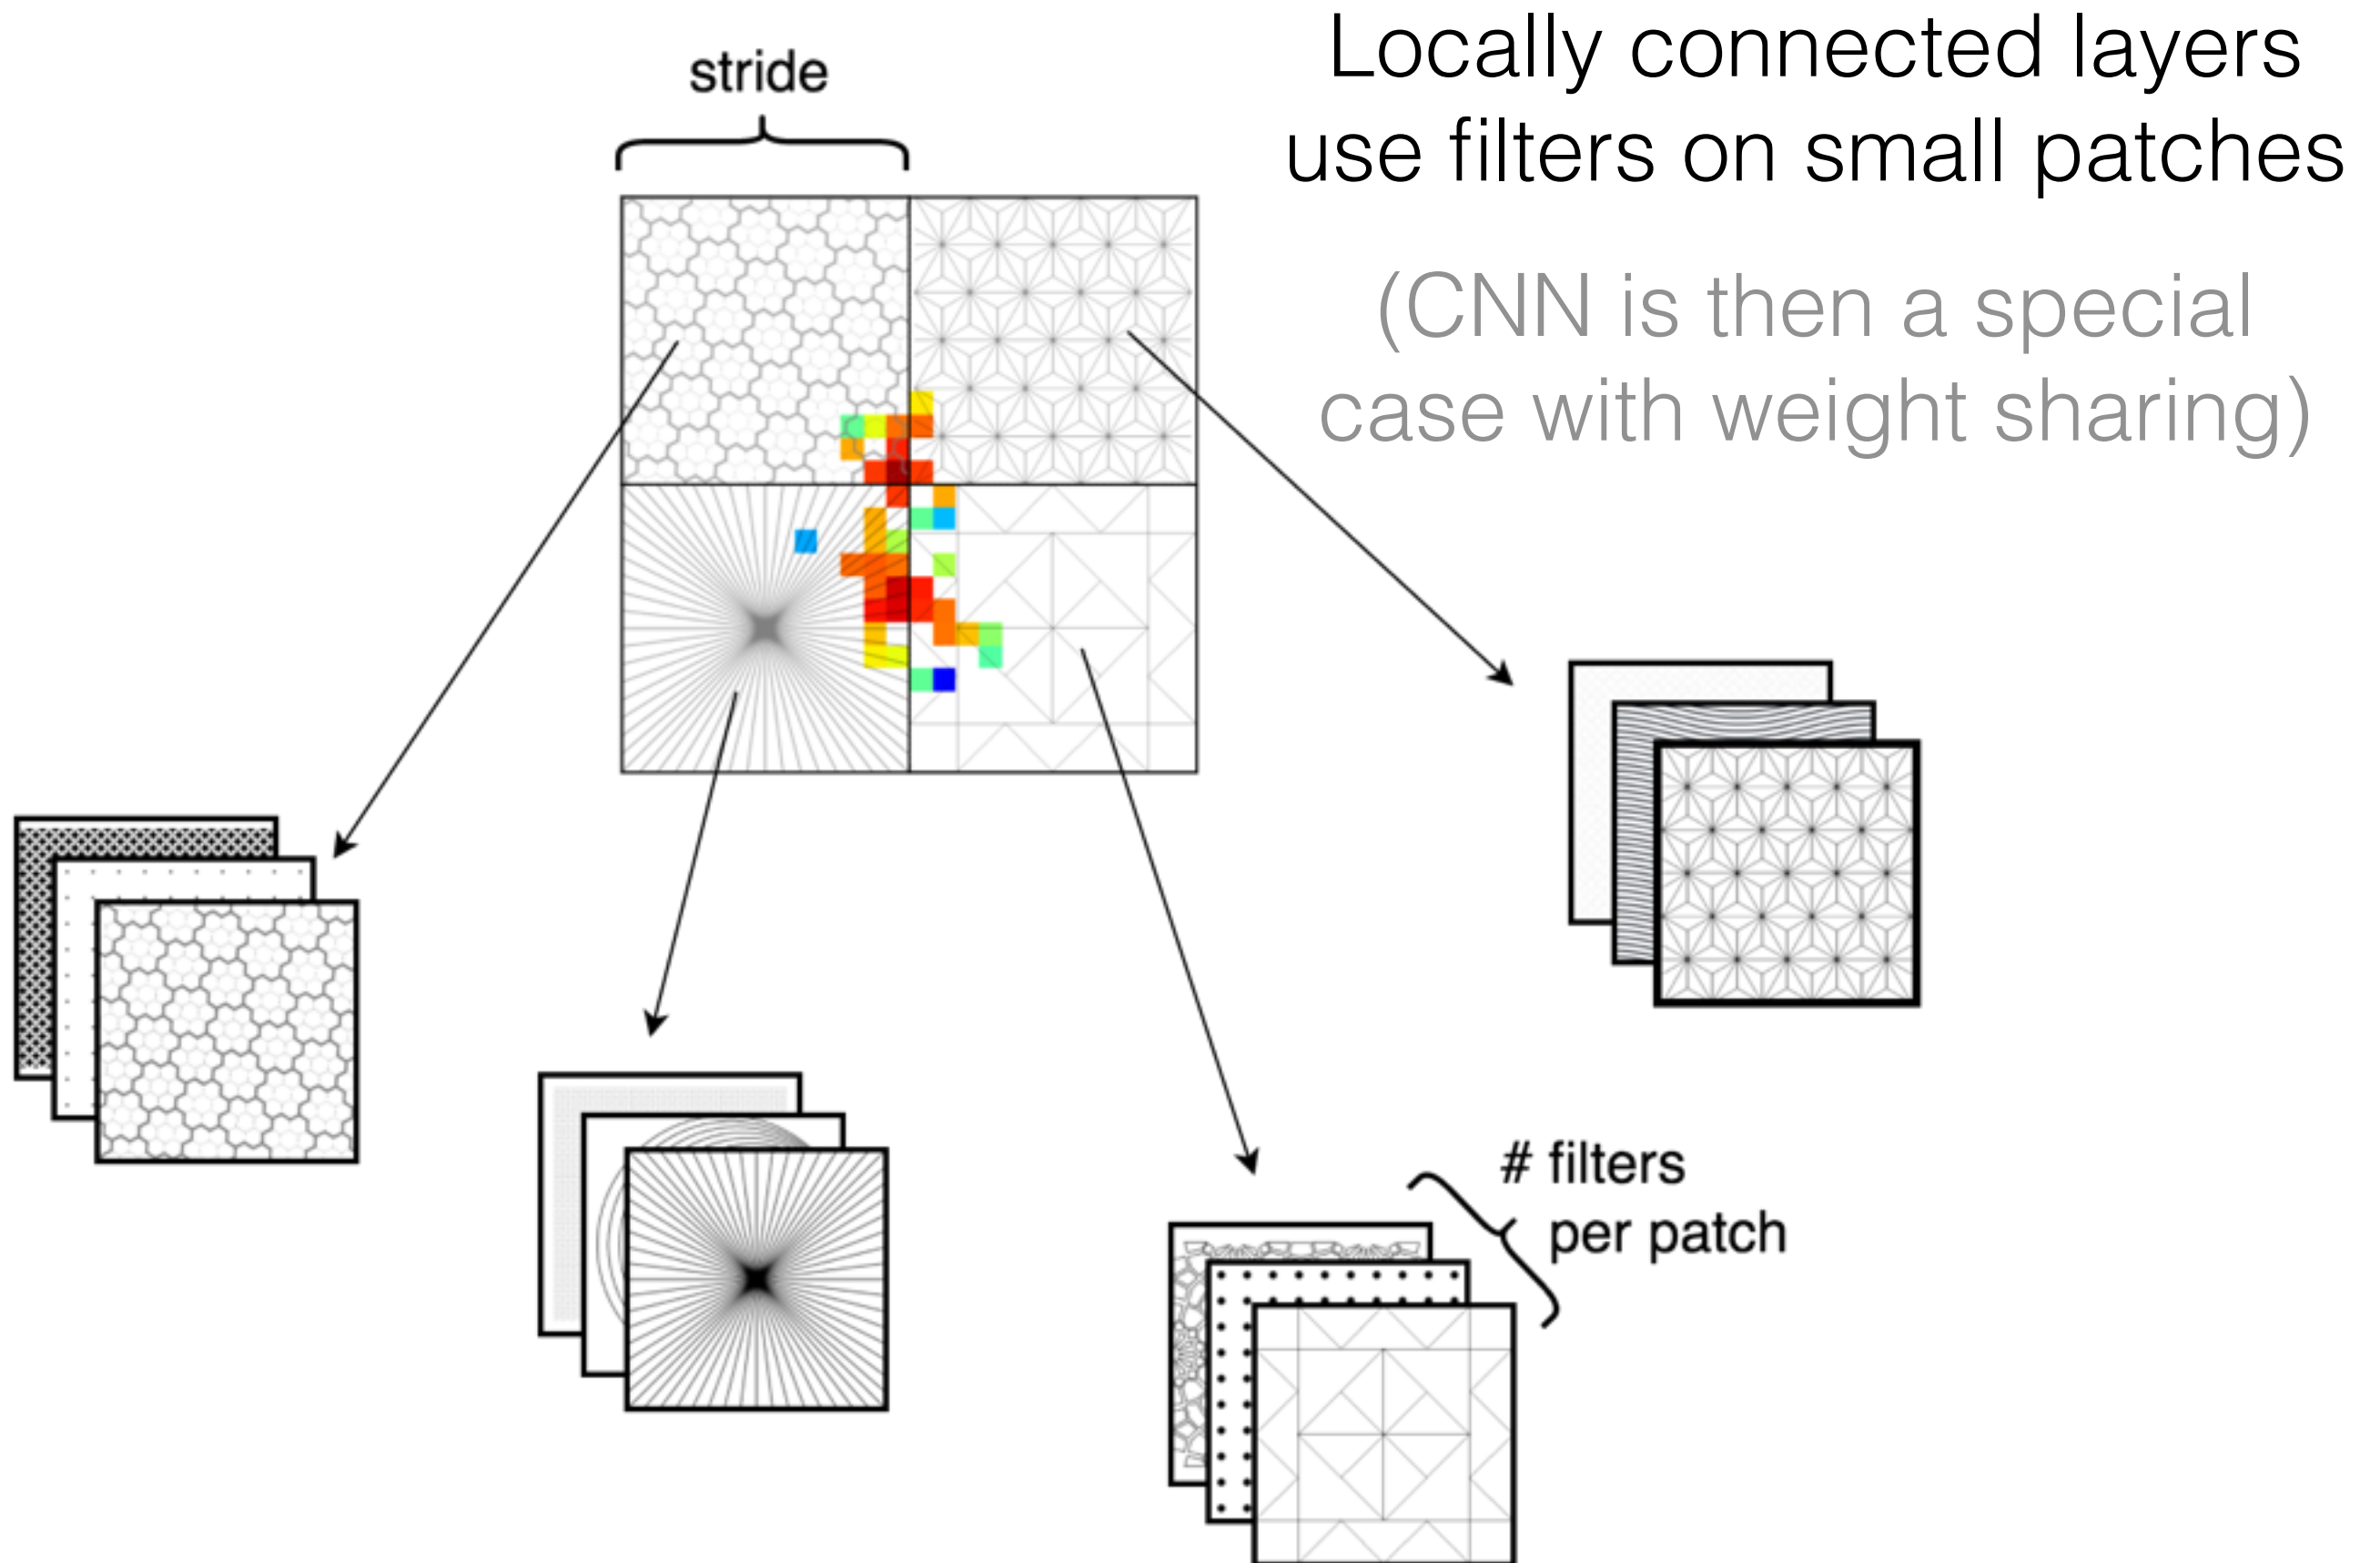 Locally connected layers
use filters on small patches
(CNN is then a special
case with weight sharing)
stride
# filters
per patch